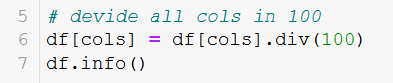 5 # devide all cols in 100
6 df[cols] = df[cols].div(100)
7 df.info()